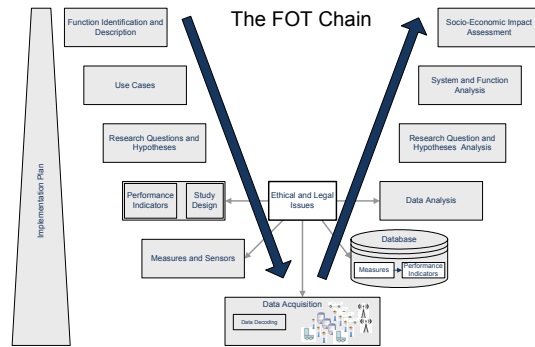 The FOT Chain
Function Identification and
Description
Socio-Economic Impact
Assessment
Use Cases
System and Function
Analysis
Research Questions and
Hypotheses
Research Question and
Hypotheses Analysis
Implementation Plan
Performance
Indicators
Study
Design
Ethical and Legal
Issues
Data Analysis
Measures and Sensors
Database
Measures
Performance
Indicators
Data Acquisition
Data Decoding